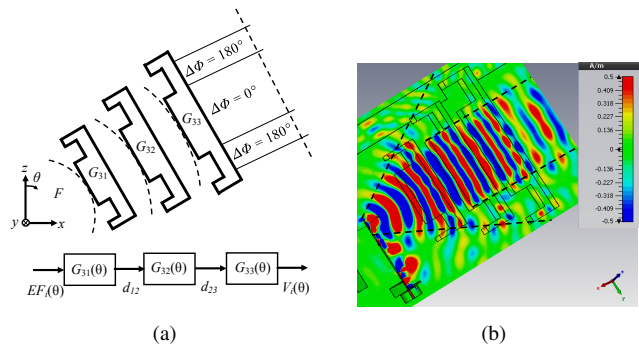 ΔΦ = 180°
ΔΦ = 0°
ΔΦ = 180°
G33
G32
G31
z
θ
F
y
x
G31(θ)
G32(θ)
G33(θ)
EFi(θ)
d12
d23
Vi(θ)
(a)
A/m
0.5
0.409
0.318
0.227
0.136
0
-0.136
-0.227
-0.318
-0.409
-0.5
x
z
y
(b)